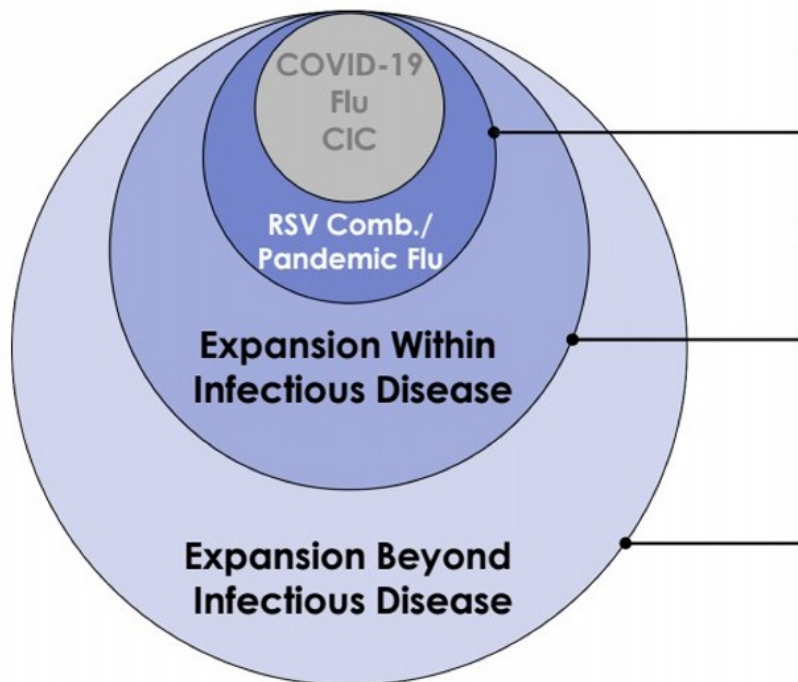 COVID-19
Flu
CIC
RSV Comb./
Pandemic Flu
Expansion Within
Infectious Disease
Expansion Beyond
Infectious Disease